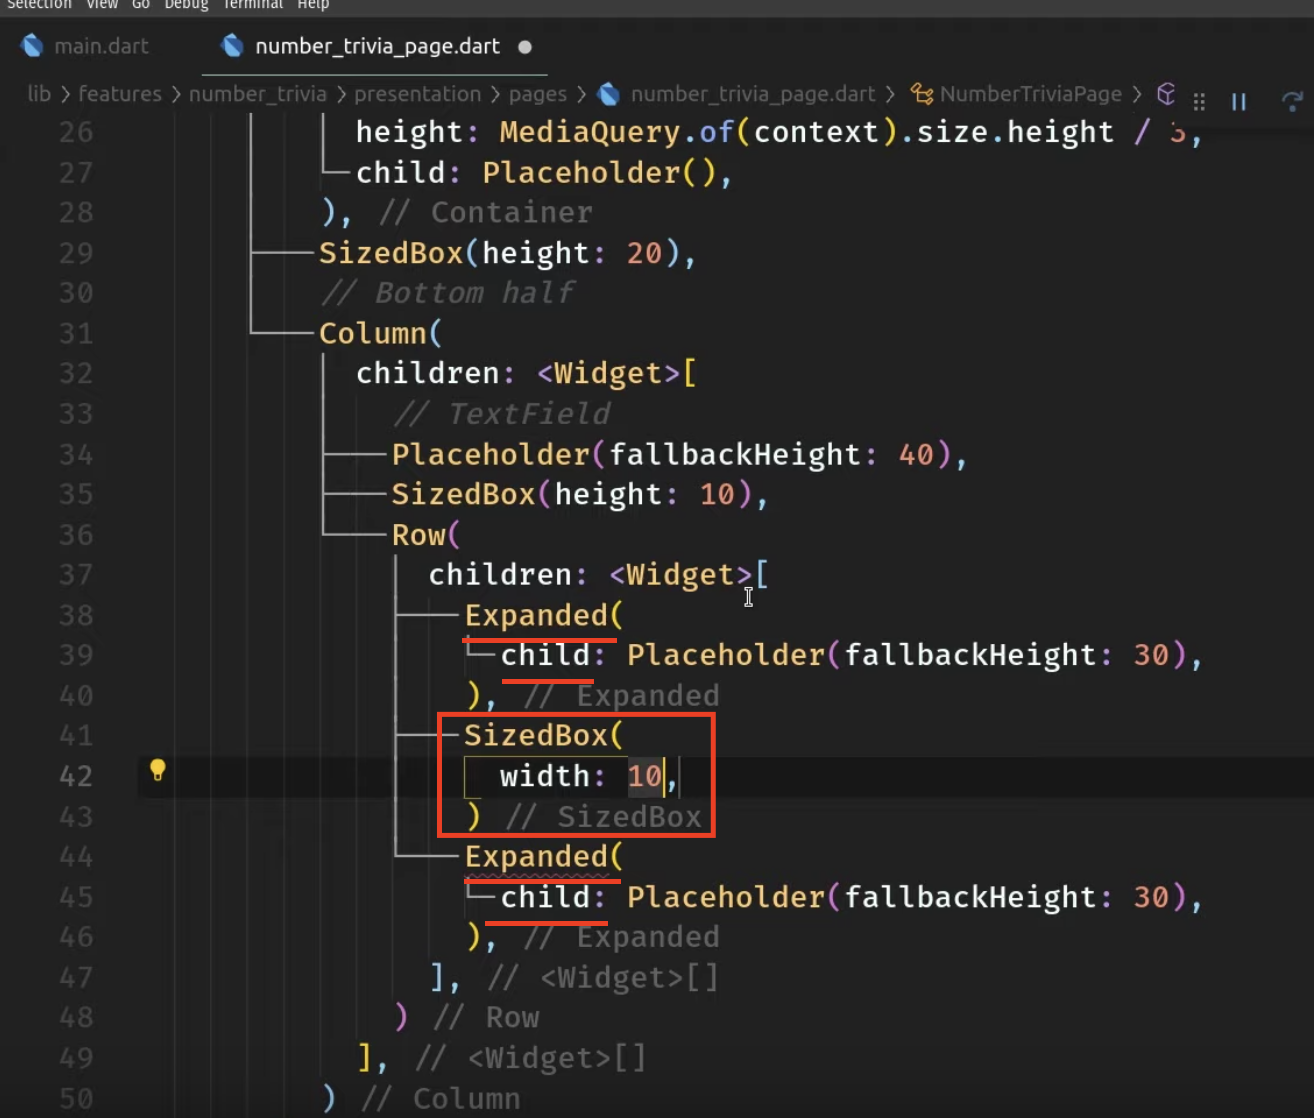 Selection View Go Debug Terminal Help
main.dart number_trivia_page.dart
lib > features > number_trivia > presentation > pages > number_trivia_page.dart > NumberTriviaPage >
26 height: MediaQuery.of(context).size.height / 3,
27 child: Placeholder(),
28 ), // Container
29 SizedBox(height: 20),
30 // Bottom half
31 Column(
32 children: <Widget>[
33 // TextField
34 Placeholder(fallbackHeight: 40),
35 SizedBox(height: 10),
36 Row(
37 children: <Widget>[
38 Expanded(
39 child: Placeholder(fallbackHeight: 30),
40 ), // Expanded
41 SizedBox(
42 width: 10,
43 ) // SizedBox
44 Expanded(
45 child: Placeholder(fallbackHeight: 30),
46 ), // Expanded
47 ], // <Widget>[]
48 ) // Row
49 ], // <Widget>[]
50 ) // Column